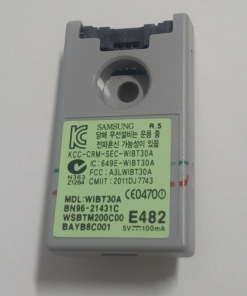 SAMSUNG R.5
당해 무선설비는 운용 중
전파혼신 가능성이 있음
KCC-CRM-SEC-WIBT30A
IC : 649E-WIBT30A
FCC : A3LWIBT30A
CMIIT : 2011DJ7743
N363
Z1284
MDL:WIBT30A CE0470
BN96-21431C
WSBTM200C00 E482
BAYB8C001 5V⎓100mA